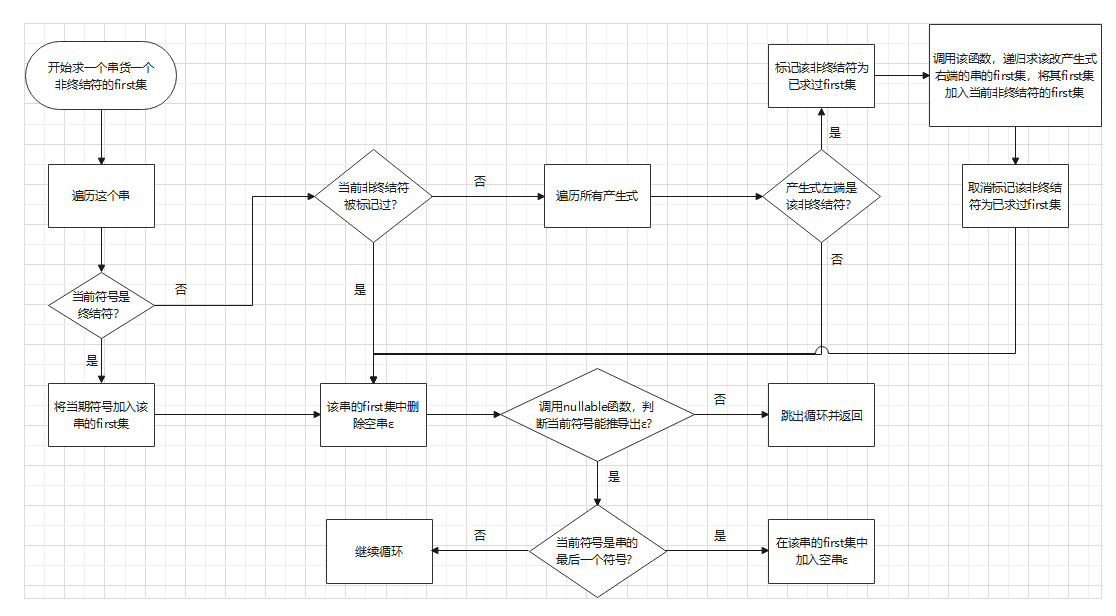 开始求一个串货一个
非终结符的first集
遍历这个串
当前符号是
终结符？
否
是
将当期符号加入该
串的first集
当前非终结符
被标记过？
否
是
遍历所有产生式
产生式左端是
该非终结符？
是
否
标记该非终结符为
已求过first集
调用该函数，递归求该改产生式
右端的串的first集，将其first集
加入当前非终结符的first集
取消标记该非终结
符为已求过first集
该串的first集中删
除空串ε
调用nullable函数，判
断当前符号能推导出ε？
否
跳出循环并返回
是
当前符号是串的
最后一个符号？
否
继续循环
是
在该串的first集中
加入空串ε